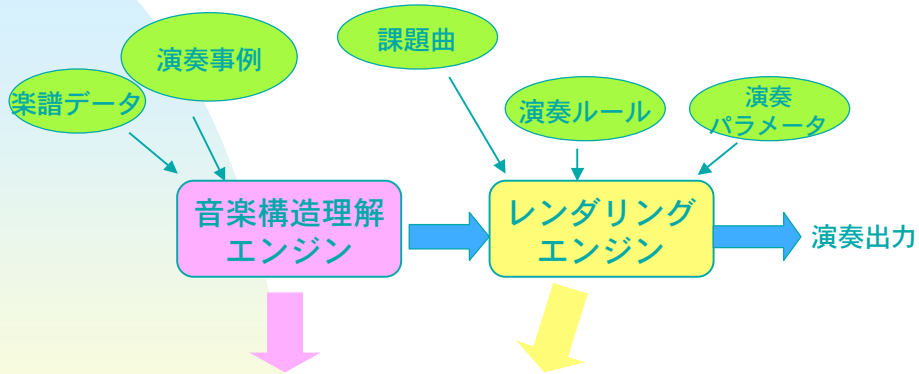 課題曲
演奏事例
楽譜データ
演奏ルール
演奏
パラメータ
音楽構造理解
エンジン
レンダリング
エンジン
演奏出力